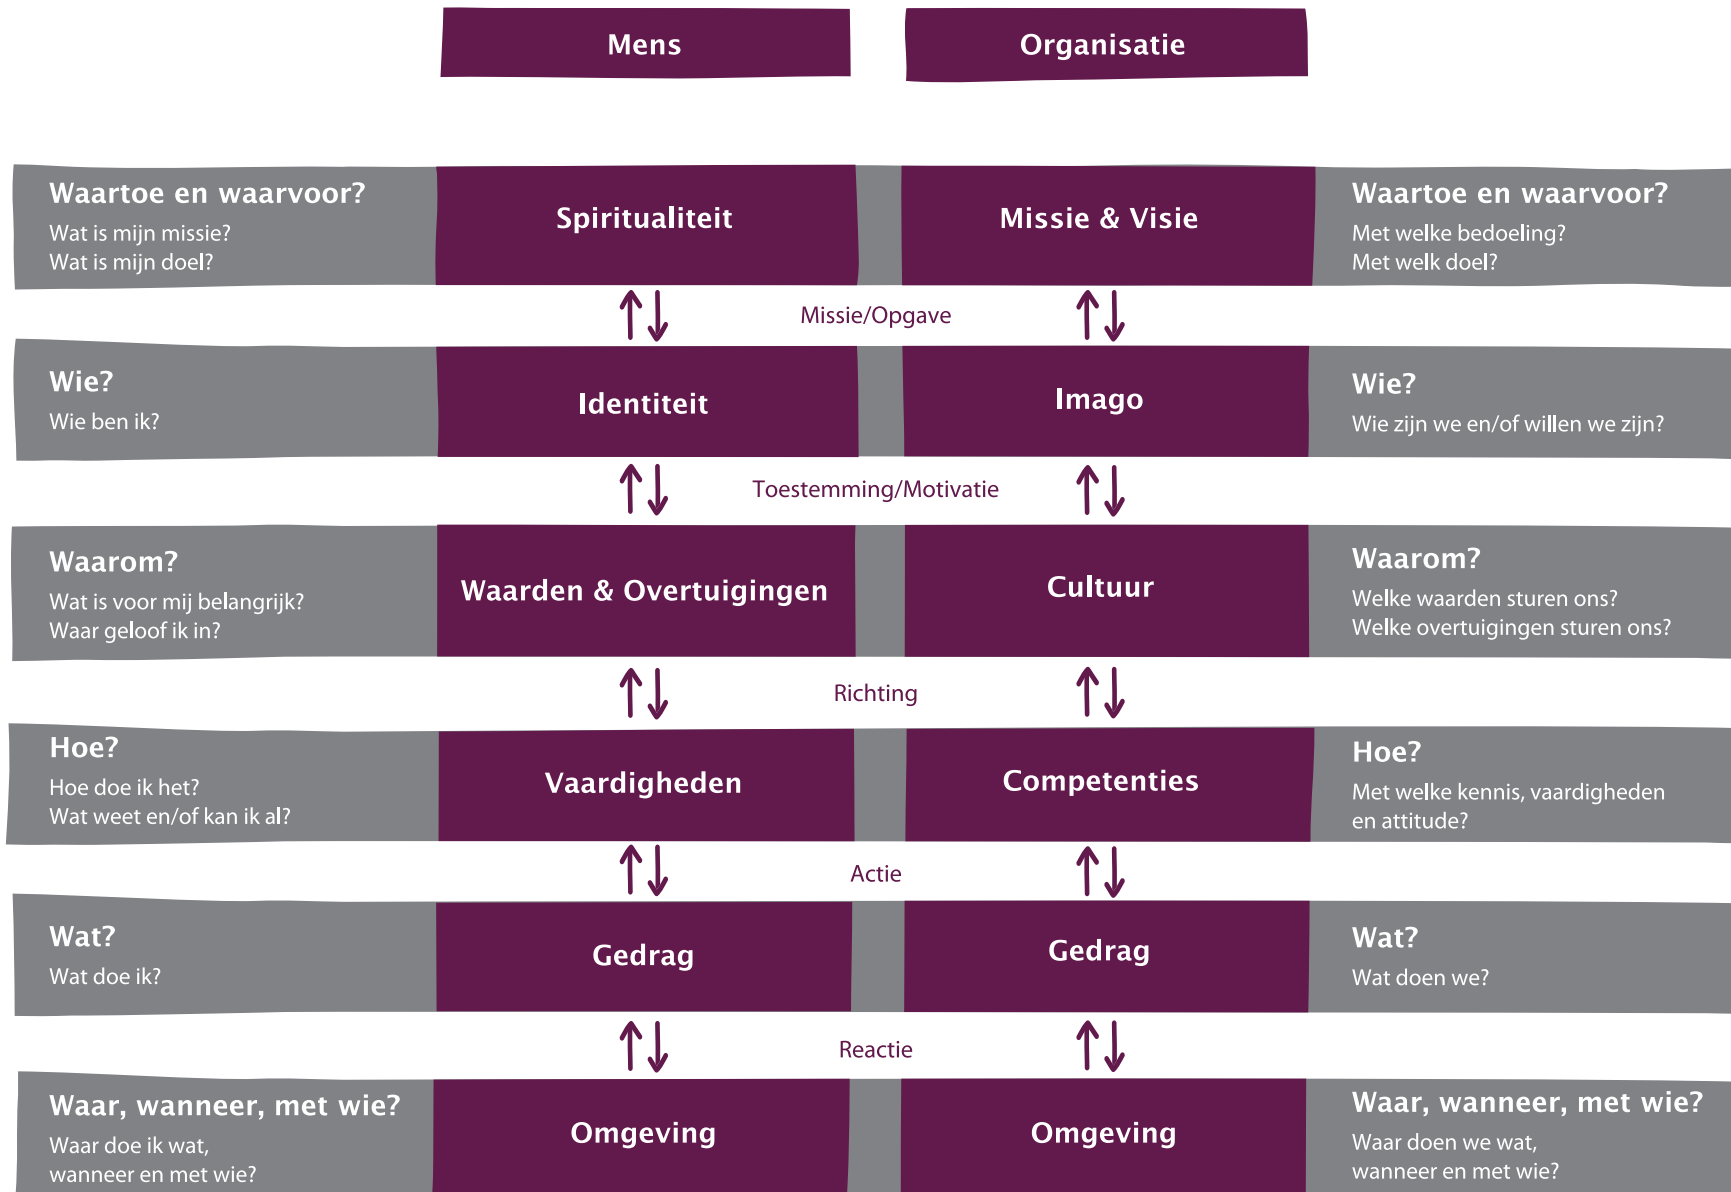 Mens
Organisatie
Waartoe en waarvoor?
Wat is mijn missie?
Wat is mijn doel?
Spiritualiteit
Missie & Visie
Waartoe en waarvoor?
Met welke bedoeling?
Met welk doel?
Missie/Opgave
Wie?
Wie ben ik?
Identiteit
Imago
Wie?
Wie zijn we en/of willen we zijn?
Toestemming/Motivatie
Waarom?
Wat is voor mij belangrijk?
Waar geloof ik in?
Waarden & Overtuigingen
Cultuur
Waarom?
Welke waarden sturen ons?
Welke overtuigingen sturen ons?
Richting
Hoe?
Hoe doe ik het?
Wat weet en/of kan ik al?
Vaardigheden
Competenties
Hoe?
Met welke kennis, vaardigheden
en attitude?
Actie
Wat?
Wat doe ik?
Gedrag
Gedrag
Wat?
Wat doen we?
Reactie
Waar, wanneer, met wie?
Waar doe ik wat,
wanneer en met wie?
Omgeving
Omgeving
Waar, wanneer, met wie?
Waar doen we wat,
wanneer en met wie?